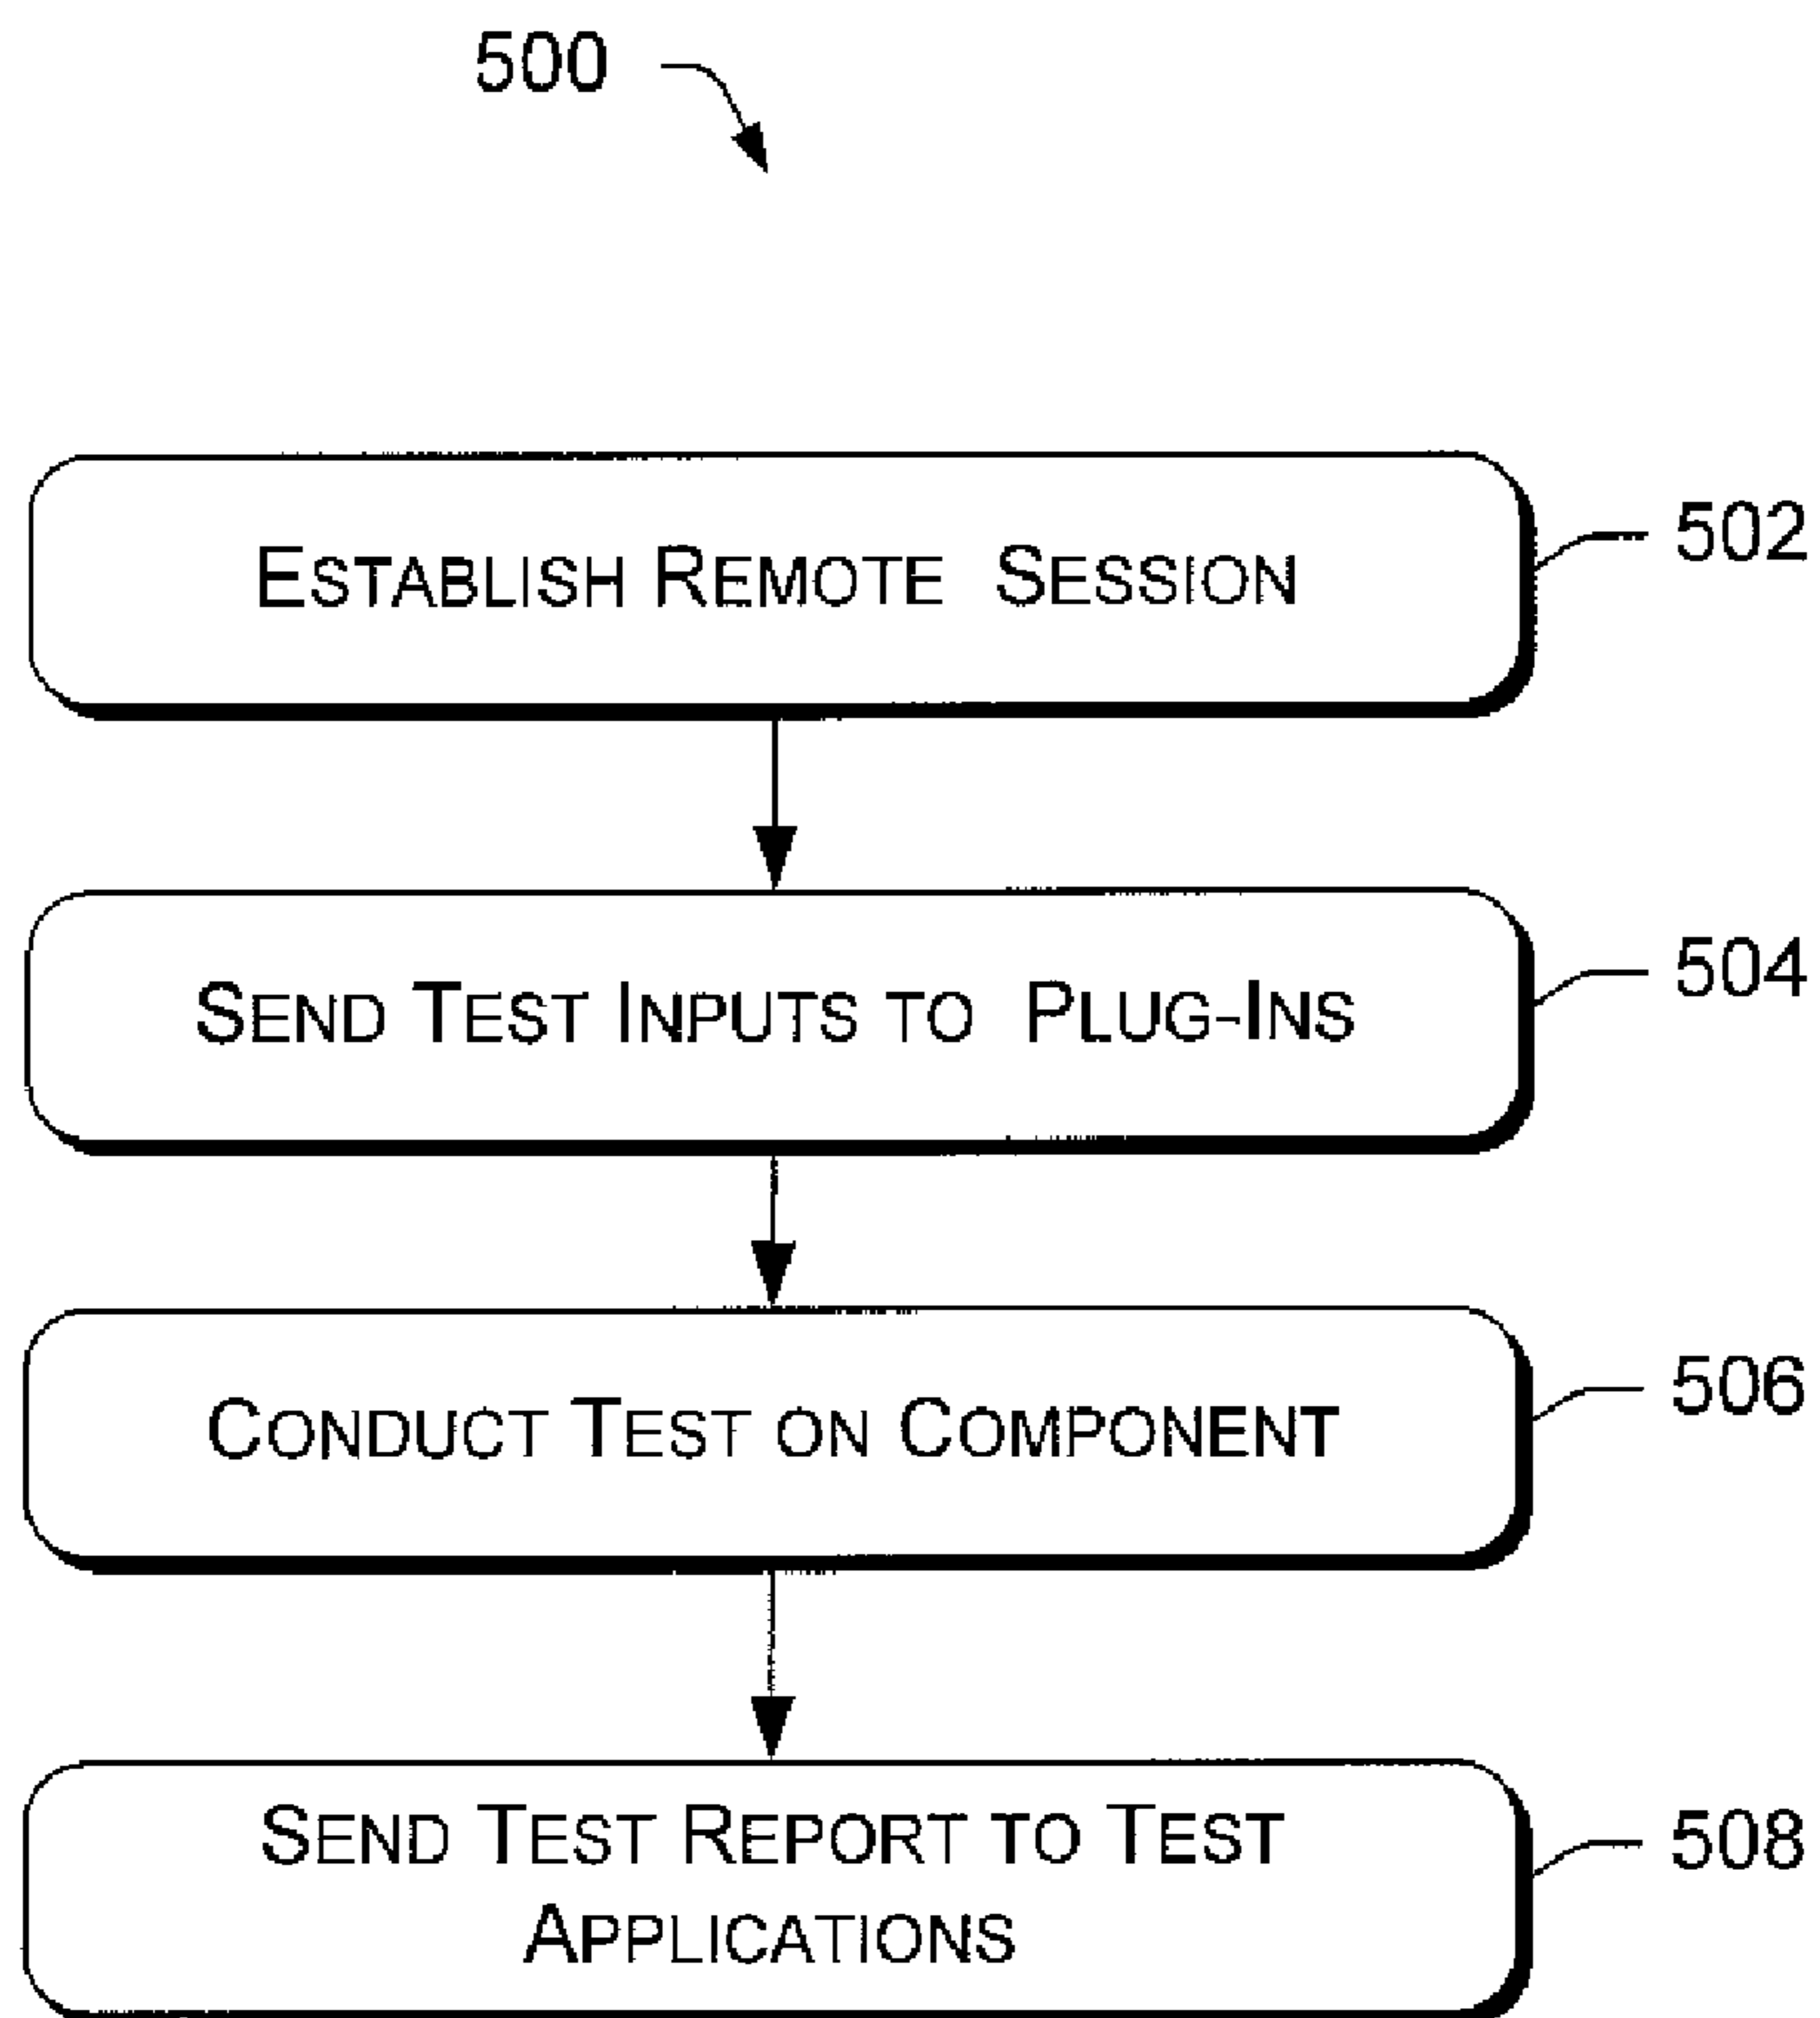 500
ESTABLISH REMOTE SESSION
502
SEND TEST INPUTS TO PLUG-INS
504
CONDUCT TEST ON COMPONENT
506
SEND TEST REPORT TO TEST
APPLICATIONS
508